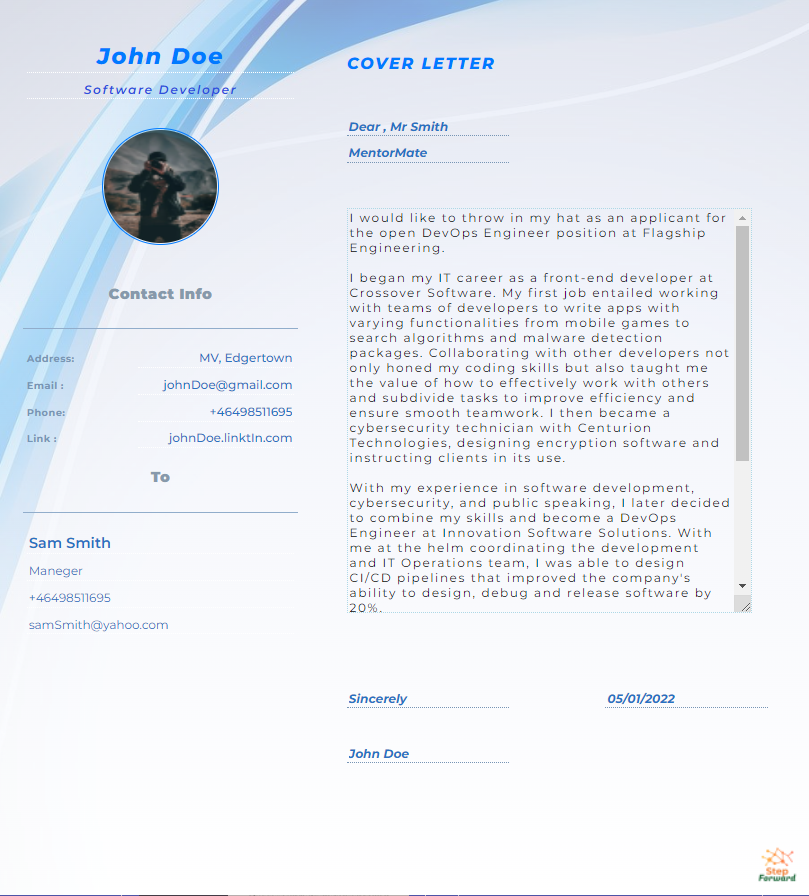 John Doe
Software Developer
Contact Info
Address: MV, Edgertown
Email : johnDoe@gmail.com
Phone: +46498511695
Link : johnDoe.linktIn.com
To
Sam Smith
Maneger
+46498511695
samSmith@yahoo.com
COVER LETTER
Dear , Mr Smith
MentorMate
I would like to throw in my hat as an applicant for
the open DevOps Engineer position at Flagship
Engineering.
I began my IT career as a front-end developer at
Crossover Software. My first job entailed working
with teams of developers to write apps with
varying functionalities from mobile games to
search algorithms and malware detection
packages. Collaborating with other developers not
only honed my coding skills but also taught me
the value of how to effectively work with others
and subdivide tasks to improve efficiency and
ensure smooth teamwork. I then became a
cybersecurity technician with Centurion
Technologies, designing encryption software and
instructing clients in its use.
With my experience in software development,
cybersecurity, and public speaking, I later decided
to combine my skills and become a DevOps
Engineer at Innovation Software Solutions. With
me at the helm coordinating the development
and IT Operations team, I was able to design
CI/CD pipelines that improved the company's
ability to design, debug and release software by
20%.
Sincerely
05/01/2022
John Doe
Step
Forward